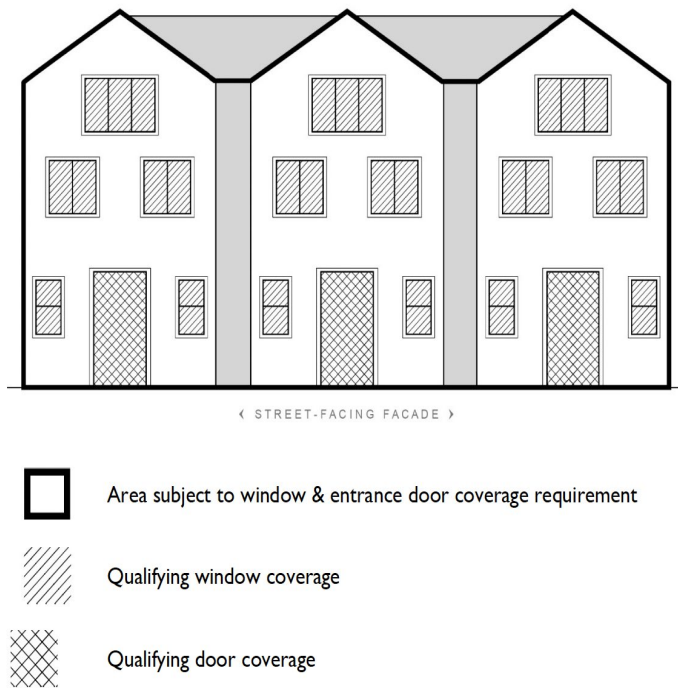 ‹ STREET-FACING FACADE ›
Area subject to window & entrance door coverage requirement
Qualifying window coverage
Qualifying door coverage